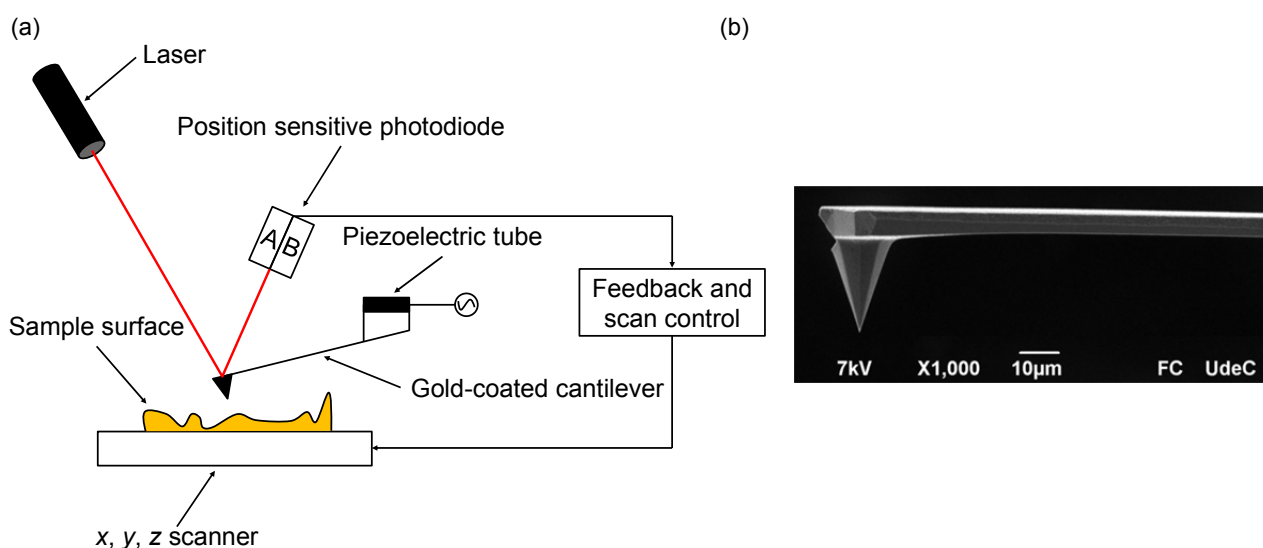 (a)
Laser
Position sensitive photodiode
A B
Piezoelectric tube
Feedback and
scan control
Sample surface
Gold-coated cantilever
x, y, z scanner
(b)
7kV X1,000 10µm FC UdeC